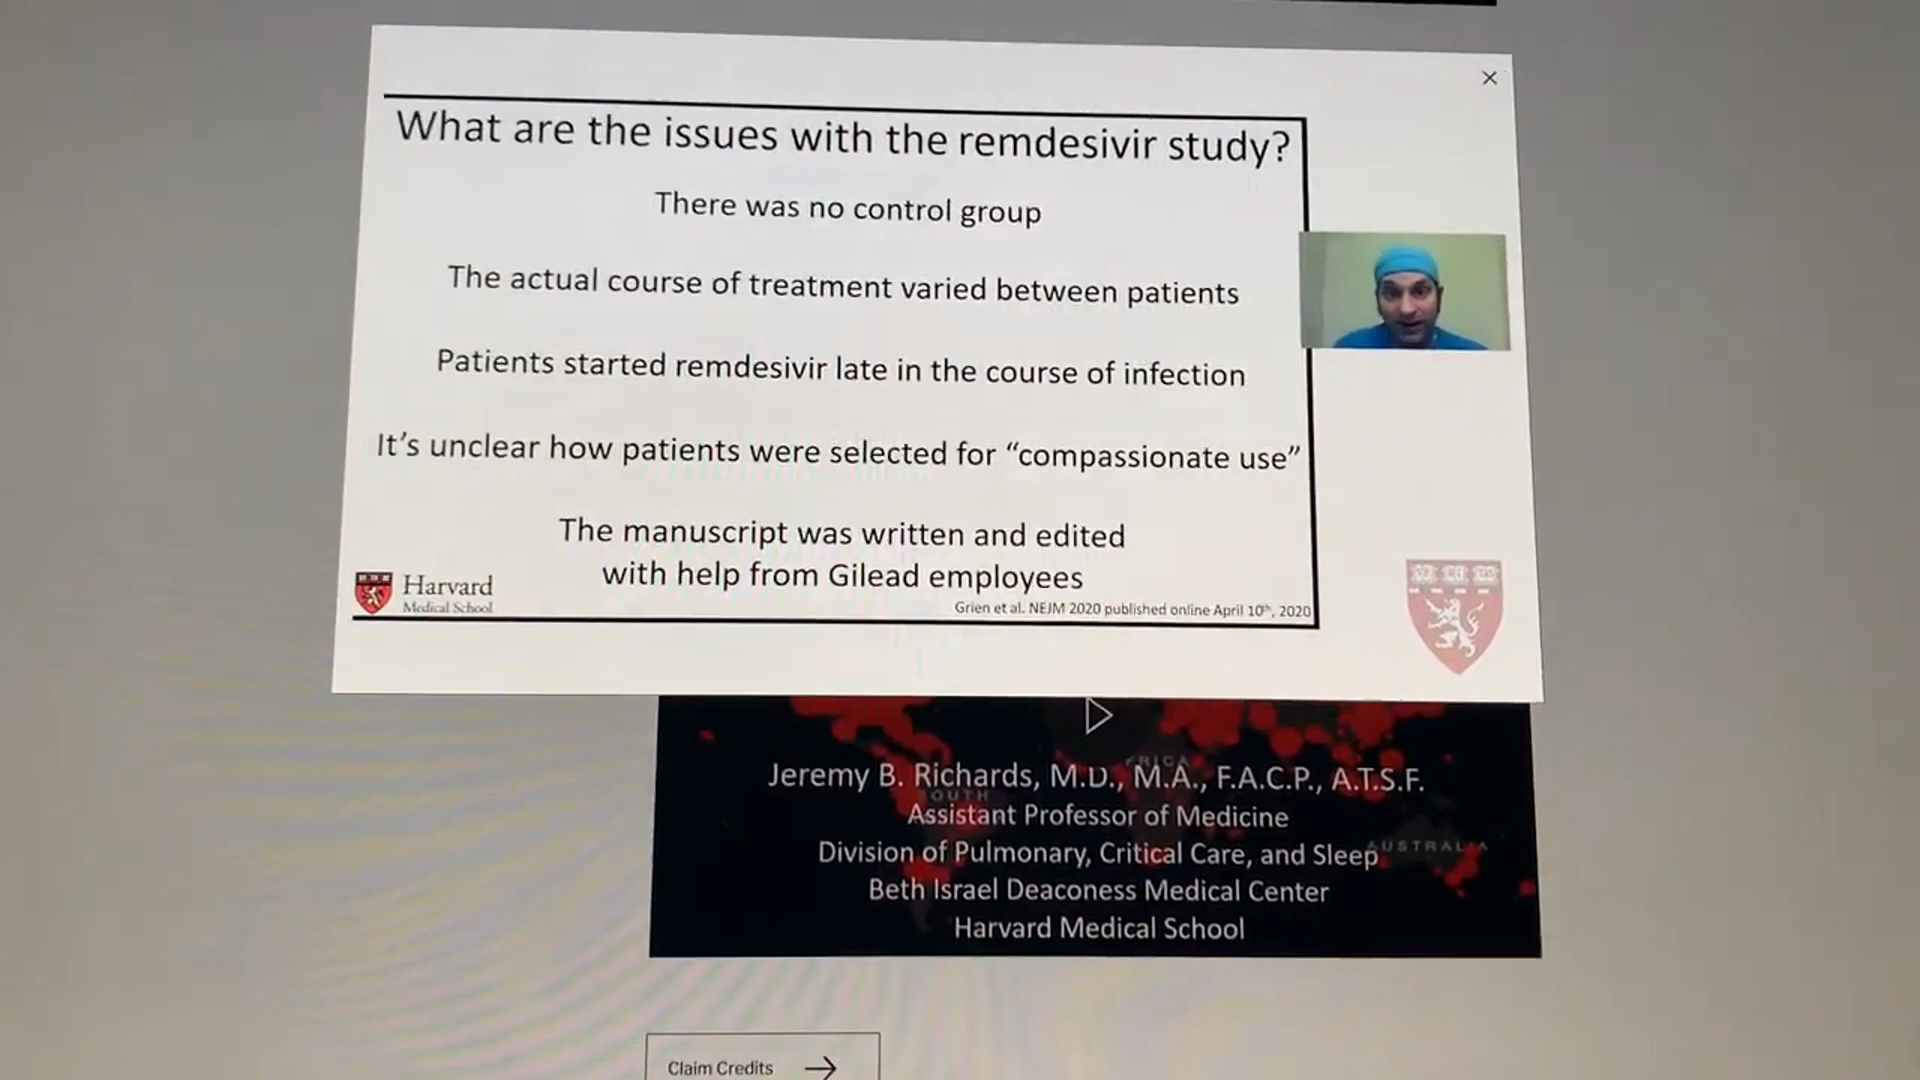 What are the issues with the remdesivir study?
There was no control group
The actual course of treatment varied between patients
Patients started remdesivir late in the course of infection
It's unclear how patients were selected for “compassionate use”
The manuscript was written and edited
with help from Gilead employees
Harvard
Medical School
Grien et al. NEJM 2020 published online April 10th, 2020
Jeremy B. Richards, M.D., M.A., F.A.C.P., A.T.S.F.
Assistant Professor of Medicine
Division of Pulmonary, Critical Care, and Sleep
AUSTRALIA
Beth Israel Deaconess Medical Center
Harvard Medical School
Claim Credits